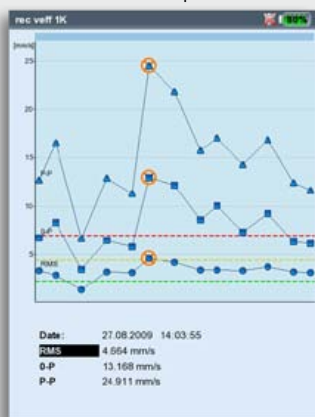 rec veff 1K 90%
[mm/s]
25
20
15
P-P
10
0-P
5
RMS
Date: 27.08.2009 14:03:55
RMS 4.664 mm/s
0-P 13.168 mm/s
P-P 24.911 mm/s